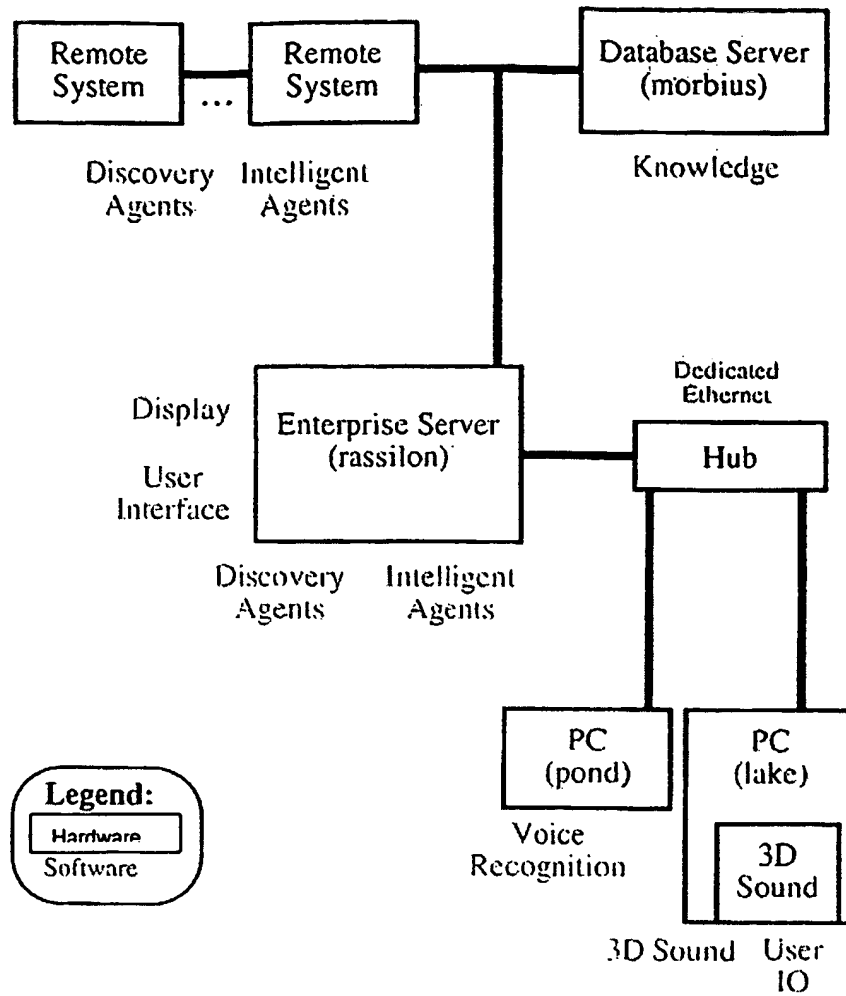 Remote
System
...
Remote
System
Database Server
(morbius)
Discovery
Agents
Intelligent
Agents
Knowledge
Display
User
Interface
Enterprise Server
(rassilon)
Dedicated
Ethernet
Hub
Discovery
Agents
Intelligent
Agents
PC
(pond)
PC
(lake)
Voice
Recognition
3D
Sound
3D Sound
User
IO
Legend:
Hardware
Software